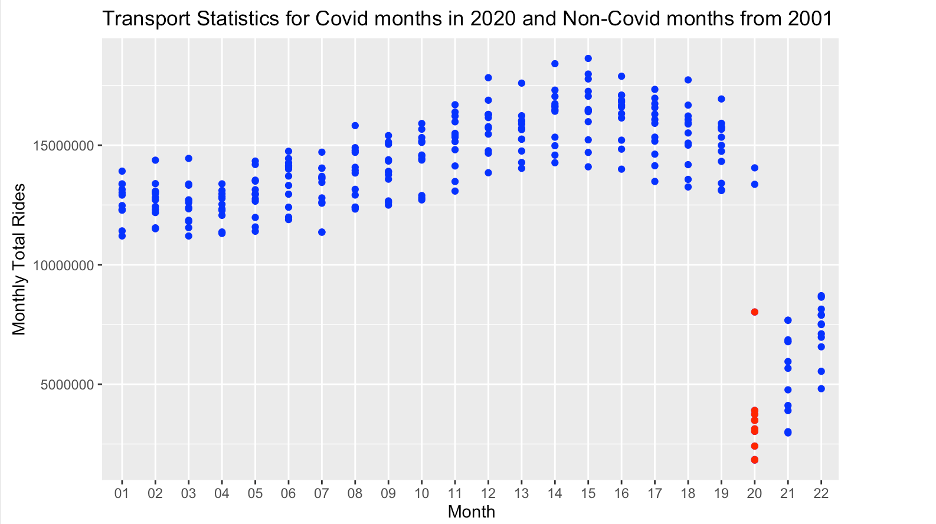 Transport Statistics for Covid months in 2020 and Non-Covid months from 2001
Monthly Total Rides
15000000
10000000
5000000
01 02 03 04 05 06 07 08 09 10 11 12 13 14 15 16 17 18 19 20 21 22
Month